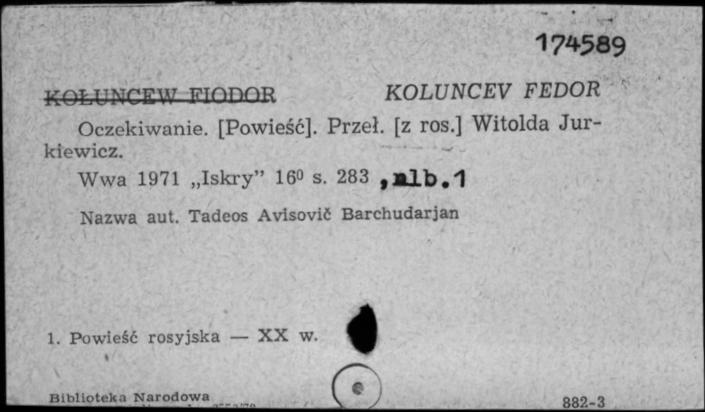 174589
KOŁUNCEW FIODOR KOLUNCEV FEDOR
Oczekiwanie. [Powieść]. Przeł. [z ros.] Witolda Jur-
kiewicz.
Wwa 1971 „Iskry” 16⁰ s. 283 ,nlb.1
Nazwa aut. Tadeos Avisovič Barchudarjan
1. Powieść rosyjska — XX w.
Biblioteka Narodowa
882-3